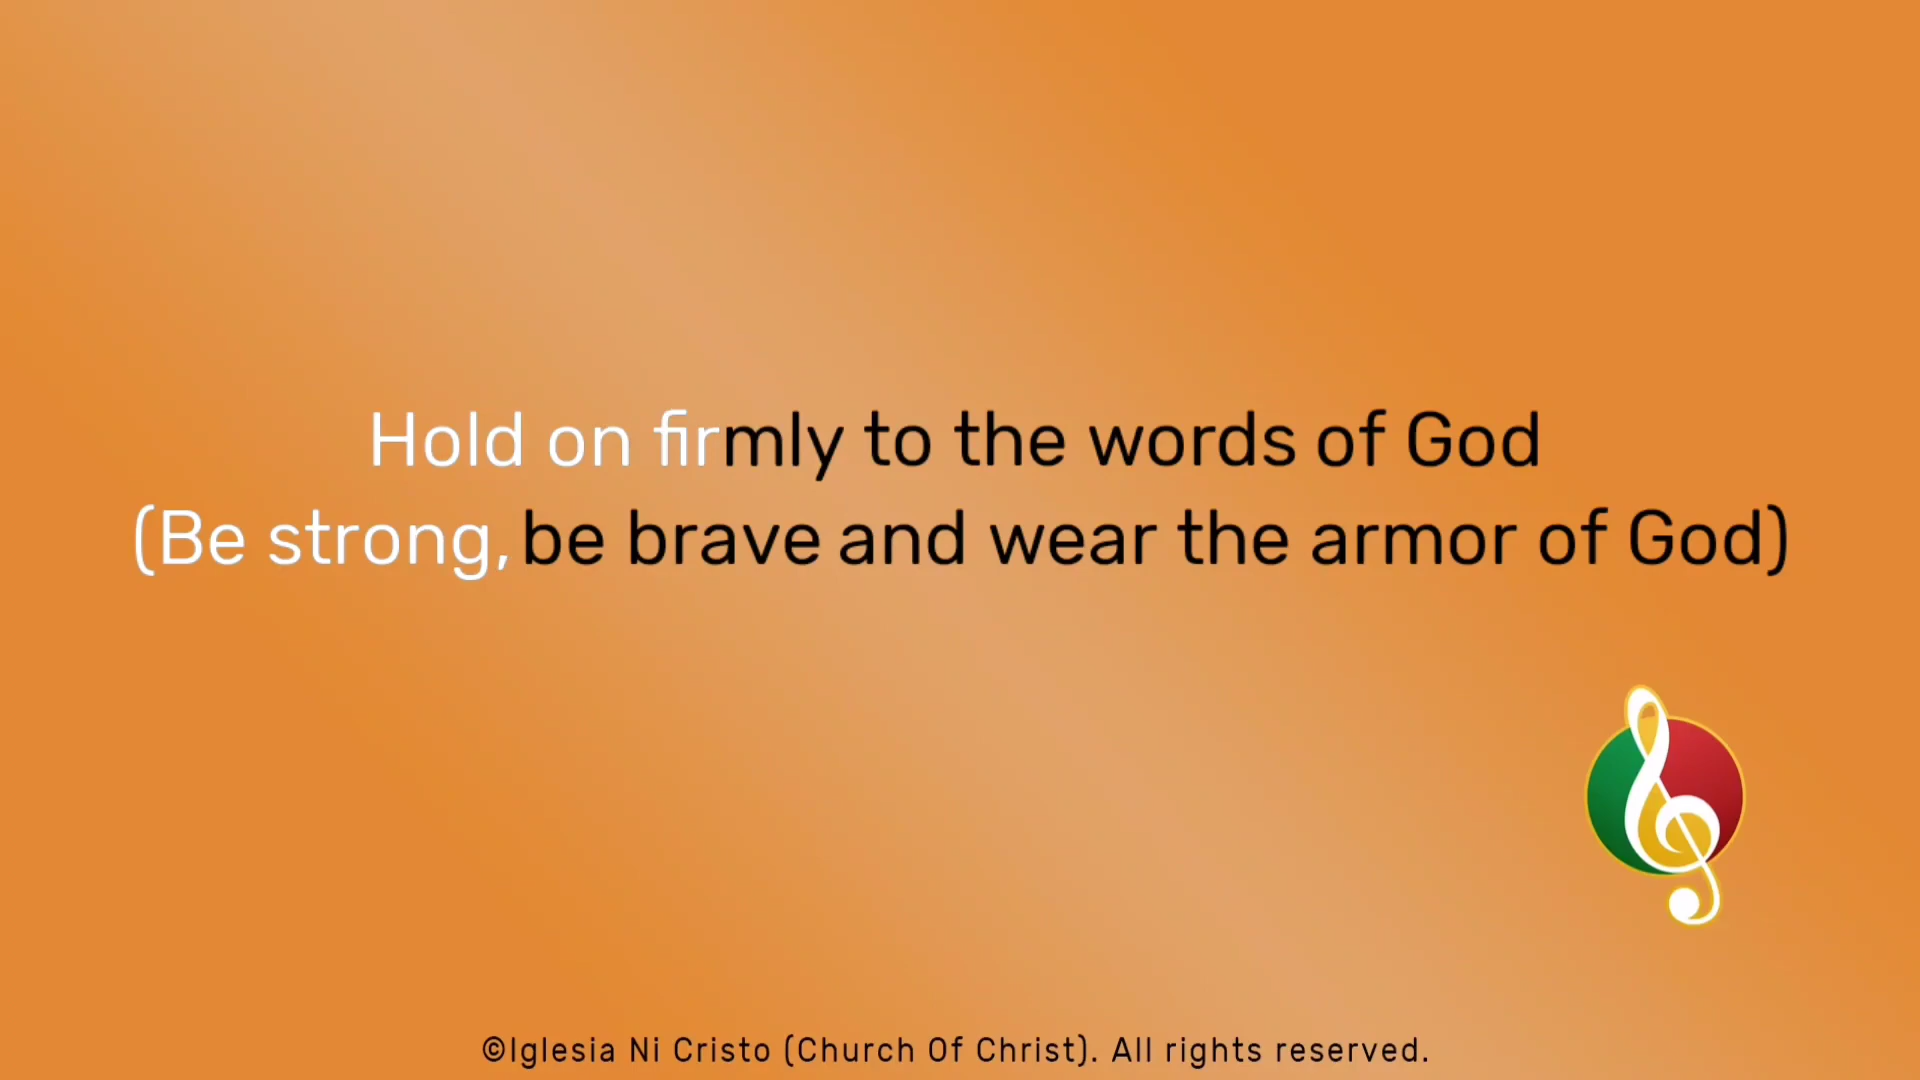 Hold on firmly to the words of God
(Be strong, be brave and wear the armor of God)
©Iglesia Ni Cristo (Church Of Christ). All rights reserved.